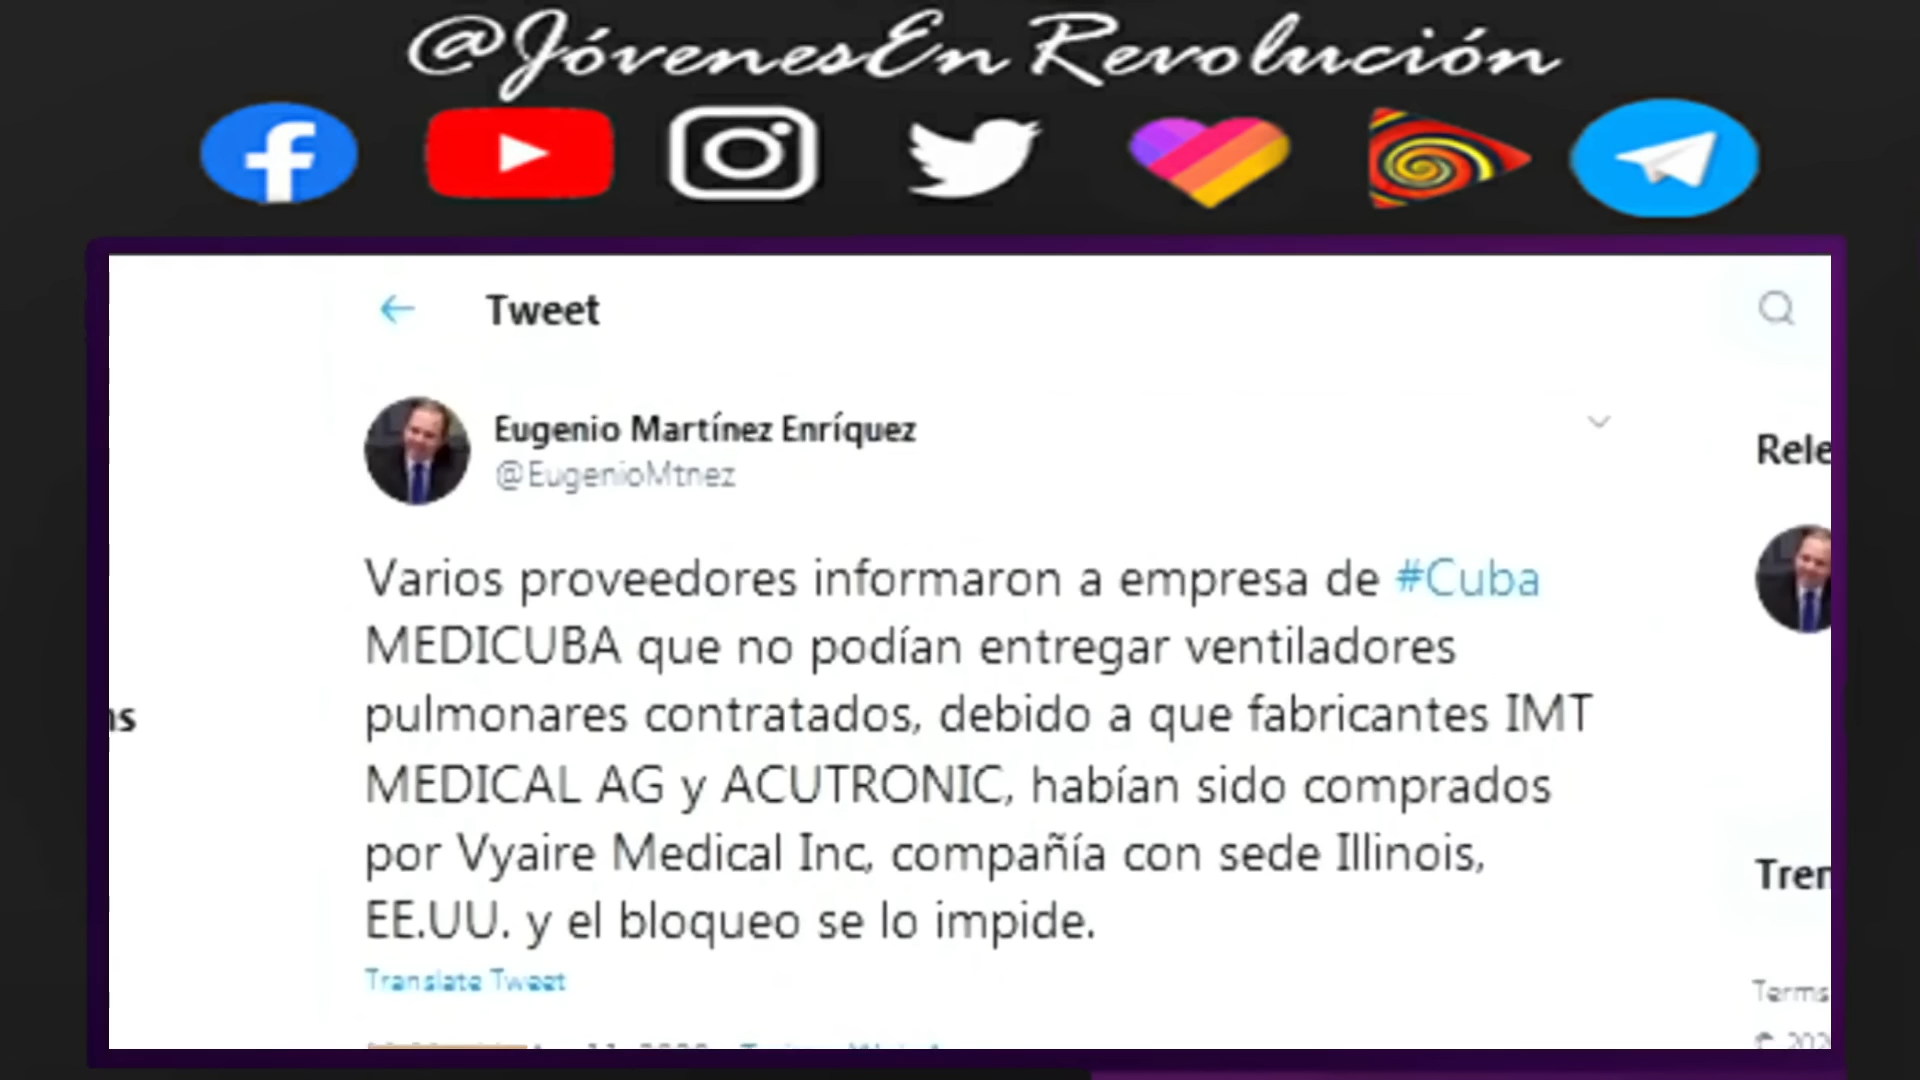 @JóvenesEnRevolución
Tweet
Eugenio Martínez Enríquez
@EugenioMtnez
Rele
Varios proveedores informaron a empresa de #Cuba
MEDICUBA que no podían entregar ventiladores
pulmonares contratados, debido a que fabricantes IMT
ns
MEDICAL AG y ACUTRONIC, habían sido comprados
por Vyaire Medical Inc, compañía con sede Illinois,
EE.UU. y el bloqueo se lo impide.
Tren
Translate Tweet
Terms